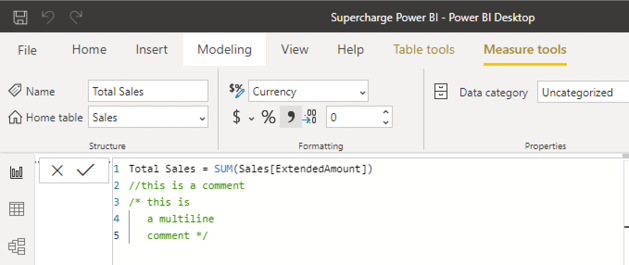 Supercharge Power BI - Power BI Desktop
File Home Insert Modeling View Help Table tools Measure tools
Name Total Sales $% Currency Data category Uncategorized
Home table Sales $ % 9 .00 0
Structure Formatting Properties
1 Total Sales = SUM(Sales[ExtendedAmount])
2 //this is a comment
3 /* this is
4 a multiline
5 comment */